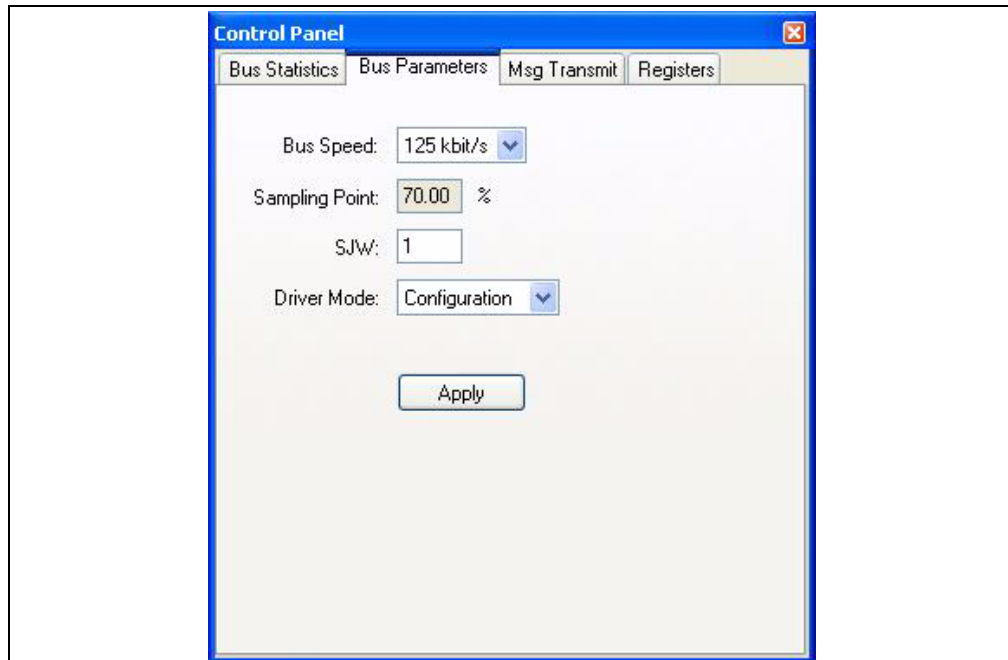 Control Panel
Bus Statistics Bus Parameters Msg Transmit Registers
Bus Speed: 125 kbit/s
Sampling Point: 70.00 %
SJW: 1
Driver Mode: Configuration
Apply